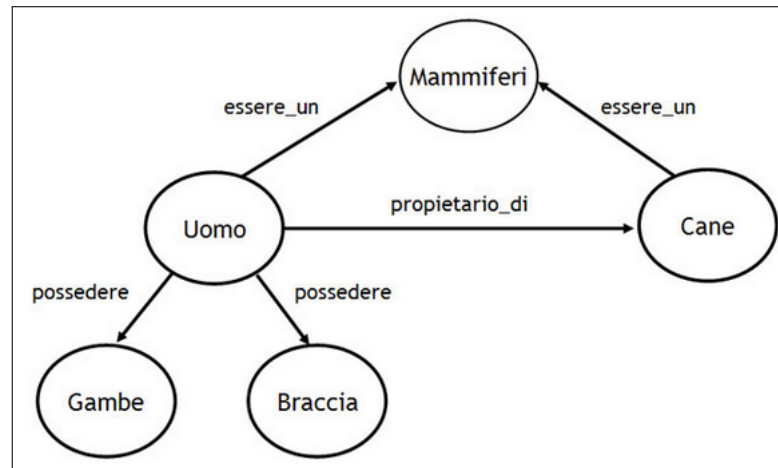 Mammiferi
essere_un
essere_un
Uomo
propietario_di
Cane
possedere
possedere
Gambe
Braccia